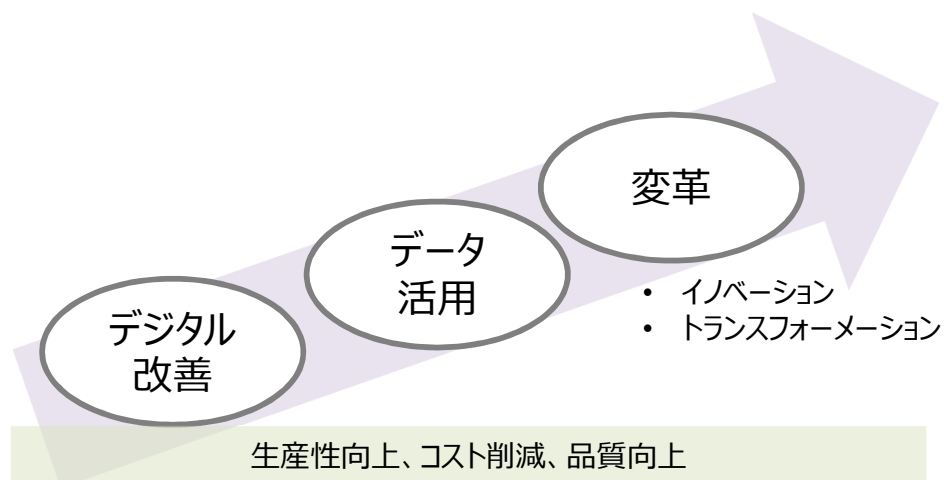 変革
データ
活用
• イノベーション
• トランスフォーメーション
デジタル
改善
生産性向上、コスト削減、品質向上